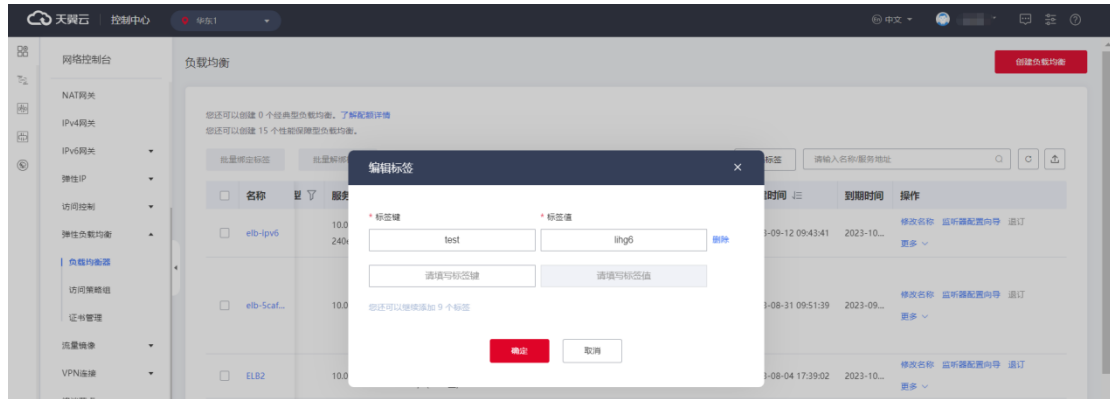 天翼云 控制中心 华东1 中文
网络控制台
NAT网关
IPv4网关
IPv6网关
弹性IP
访问控制
弹性负载均衡
负载均衡器
访问策略组
证书管理
流量镜像
VPN连接
负载均衡 创建负载均衡
您还可以创建 0 个经典型负载均衡。了解配额详情
您还可以创建 15 个性能保障型负载均衡。
批量绑定标签 批量解绑 标签 请输入名称/服务地址
名称 型 服务 时间 到期时间 操作
elb-ipv6 10.0 3-09-12 09:43:41 2023-10... 修改名称 监听器配置向导 退订
240e 更多
elb-5caf... 10.0 3-08-31 09:51:39 2023-09... 修改名称 监听器配置向导 退订
更多
ELB2 10.0 3-08-04 17:39:02 2023-10... 修改名称 监听器配置向导 退订
更多
编辑标签 ×
* 标签键 * 标签值
test lihg6 删除
请填写标签键 请填写标签值
您还可以继续添加 9 个标签
确定 取消